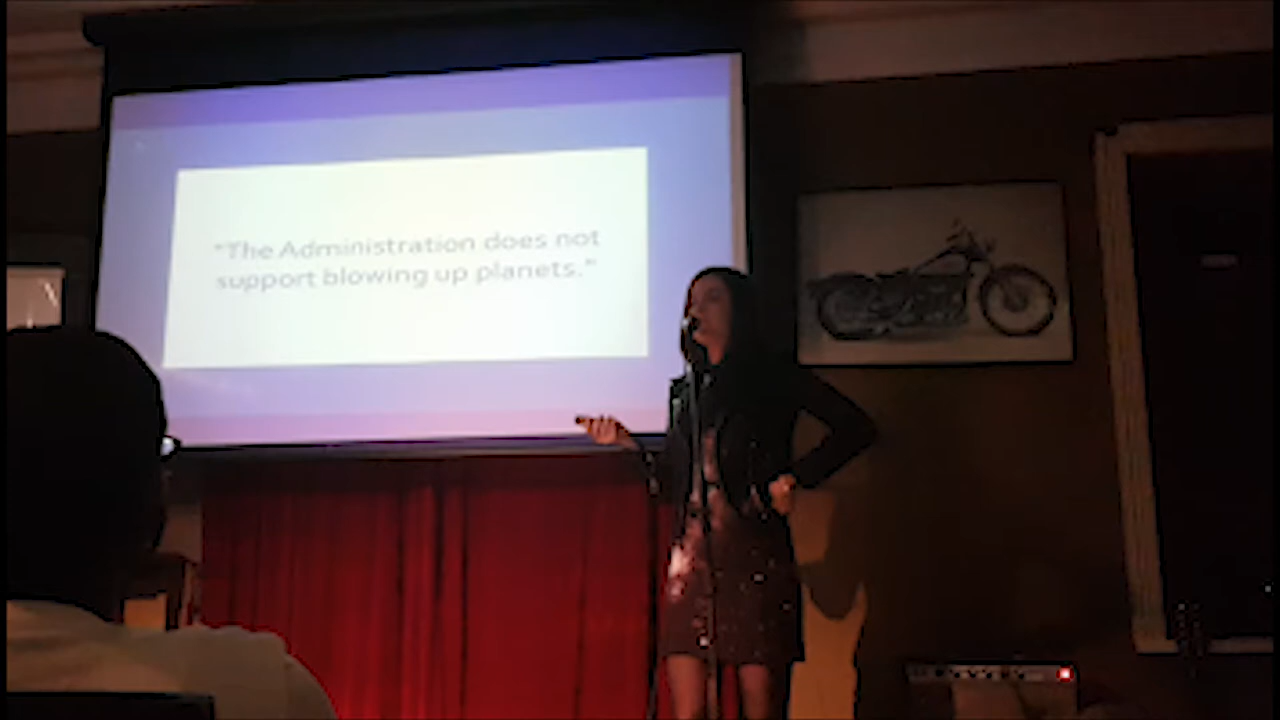 "The Administration does not
support blowing up planets."